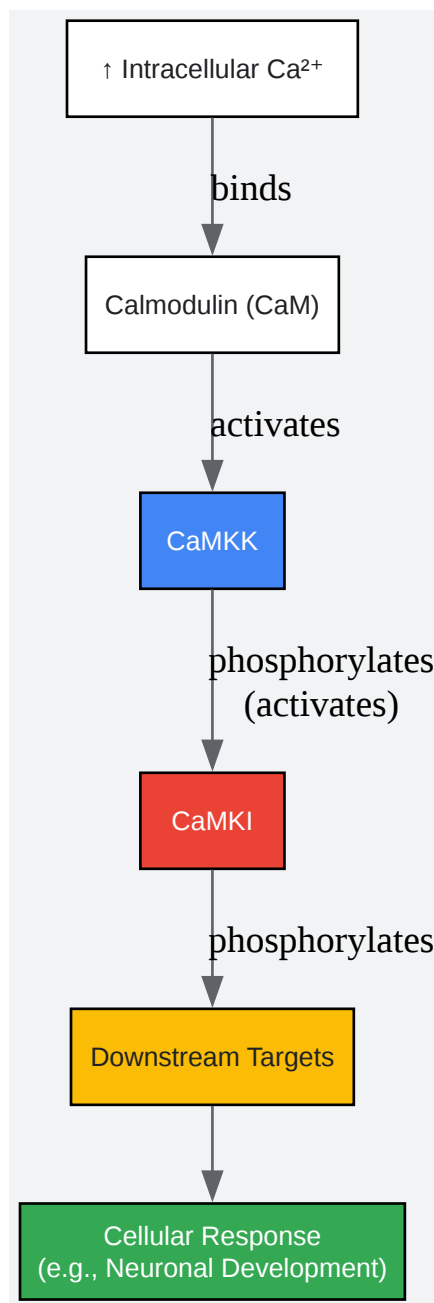 ↑ Intracellular Ca²⁺
binds
Calmodulin (CaM)
activates
CaMKK
phosphorylates
(activates)
CaMKI
phosphorylates
Downstream Targets
Cellular Response
(e.g., Neuronal Development)